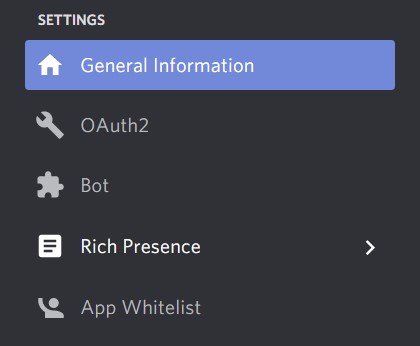 SETTINGS
General Information
OAuth2
Bot
Rich Presence
App Whitelist